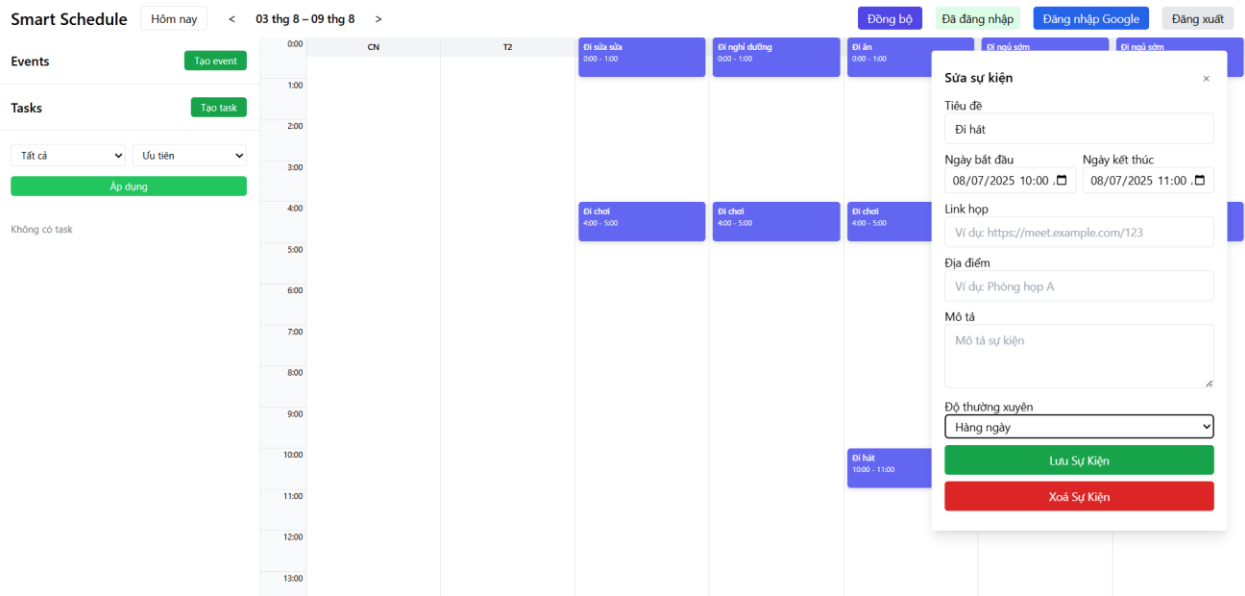 Smart Schedule Hôm nay < 03 thg 8 – 09 thg 8 > Đồng bộ Đã đăng nhập Đăng nhập Google Đăng xuất
Events Tạo event
Tasks Tạo task
Tất cả Ưu tiên
Áp dụng
Không có task
CN T2
0:00
1:00
2:00
3:00
4:00
5:00
6:00
7:00
8:00
9:00
10:00
11:00
12:00
13:00
Đi sửa sửa
0:00 - 1:00
Đi nghỉ dưỡng
0:00 - 1:00
Đi ăn
0:00 - 1:00
Đi ngủ sớm
Đi ngủ sớm
Đi chơi
4:00 - 5:00
Đi chơi
4:00 - 5:00
Đi chơi
4:00 - 5:00
Đi hát
10:00 - 11:00
Sửa sự kiện ×
Tiêu đề
Đi hát
Ngày bắt đầu Ngày kết thúc
08/07/2025 10:00 08/07/2025 11:00
Link họp
Ví dụ: https://meet.example.com/123
Địa điểm
Ví dụ: Phòng họp A
Mô tả
Mô tả sự kiện
Độ thường xuyên
Hàng ngày
Lưu Sự Kiện
Xoá Sự Kiện